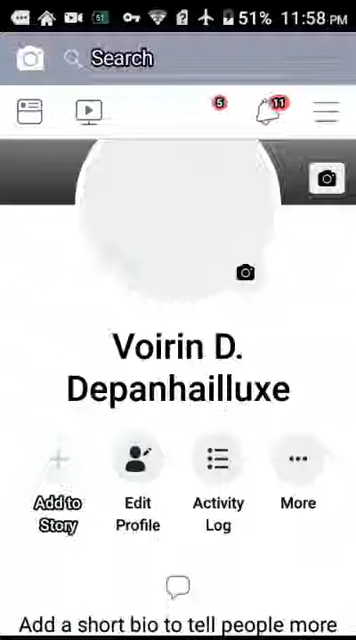 51 51% 11:58 PM
Search
5 11
Voirin D.
Depanhailluxe
Add to Story Edit Profile Activity Log More
Add a short bio to tell people more